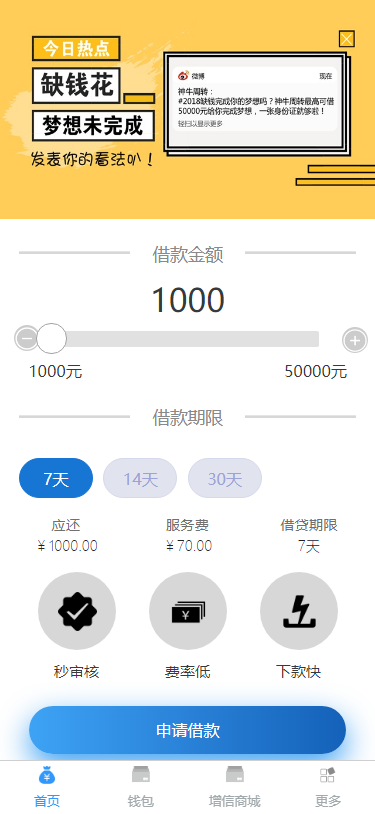 今日热点
缺钱花
梦想未完成
发表你的看法叭！
微博
现在
神牛周转：
#2018缺钱完成你的梦想吗？神牛周转最高可借
50000元给你完成梦想，一张身份证就够啦！
轻扫以显示更多
借款金额
1000
1000元
50000元
借款期限
7天
14天
30天
应还
服务费
借贷期限
¥1000.00
¥70.00
7天
¥
秒审核
费率低
下款快
申请借款
¥
首页
钱包
增信商城
更多